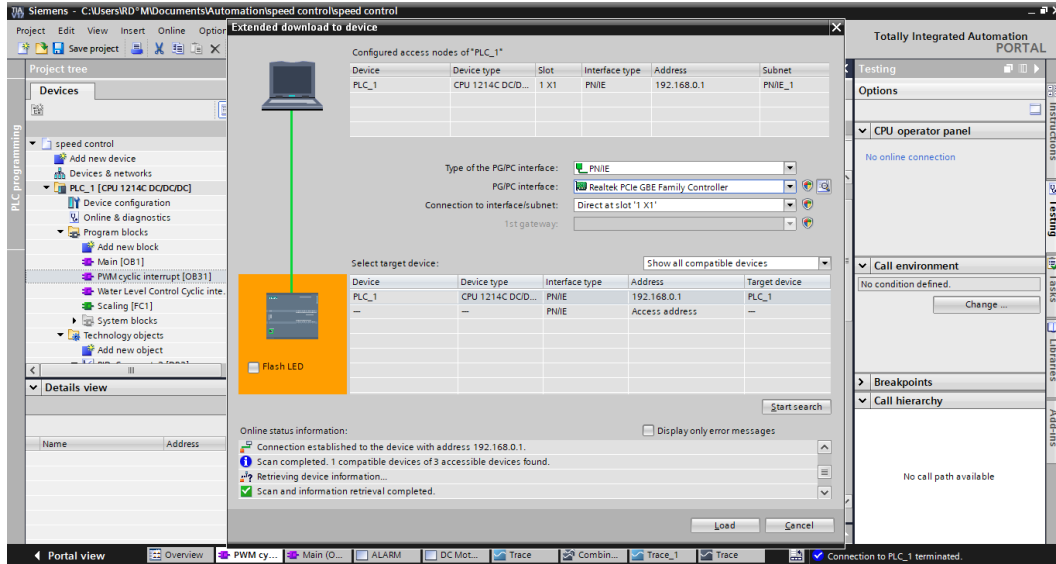 Siemens - C:\Users\RD°M\Documents\Automation\speed control\speed control
Project Edit View Insert Online
Save project
Totally Integrated Automation
PORTAL
Project tree
Devices
PLC programming
speed control
Add new device
Devices & networks
PLC_1 [CPU 1214C DC/DC/DC]
Device configuration
Online & diagnostics
Program blocks
Add new block
Main [OB1]
PWM cyclic interrupt [OB31]
Water Level Control Cyclic inte...
Scaling [FC1]
System blocks
Technology objects
Add new object
Details view
Name Address
Extended download to device
Configured access nodes of "PLC_1"
Device Device type Slot Interface type Address Subnet
PLC_1 CPU 1214C DC/D... 1 X1 PN/IE 192.168.0.1 PN/IE_1
Type of the PG/PC interface: PN/IE
PG/PC interface: Realtek PCIe GBE Family Controller
Connection to interface/subnet: Direct at slot '1 X1'
1st gateway:
Select target device: Show all compatible devices
Device Device type Interface type Address Target device
PLC_1 CPU 1214C DC/D... PN/IE 192.168.0.1 PLC_1
— — PN/IE Access address —
Flash LED
Start search
Online status information: Display only error messages
Connection established to the device with address 192.168.0.1.
Scan completed. 1 compatible devices of 3 accessible devices found.
Retrieving device information...
Scan and information retrieval completed.
Load Cancel
Testing
Options
CPU operator panel
No online connection
Call environment
No condition defined.
Change ...
Breakpoints
Call hierarchy
No call path available
Instructions
Testing
Tasks
Libraries
Add-ins
Portal view Overview PWM cy... Main (O... ALARM DC Mot... Trace Combin... Trace_1 Trace Connection to PLC_1 terminated.